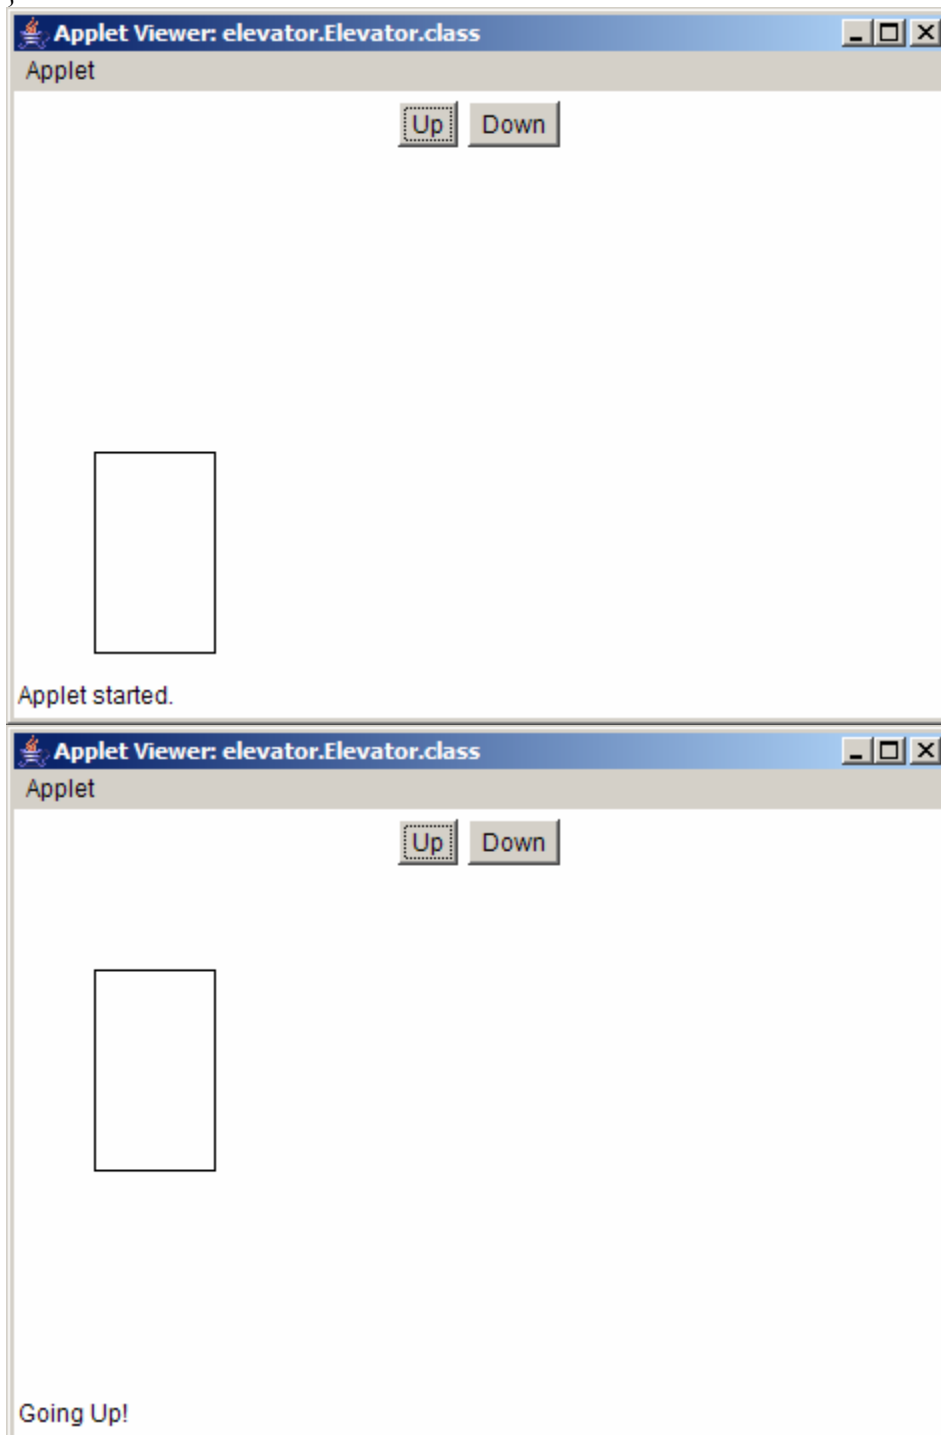 Applet Viewer: elevator.Elevator.class
Applet
Up Down
Applet started.
Applet Viewer: elevator.Elevator.class
Applet
Up Down
Going Up!